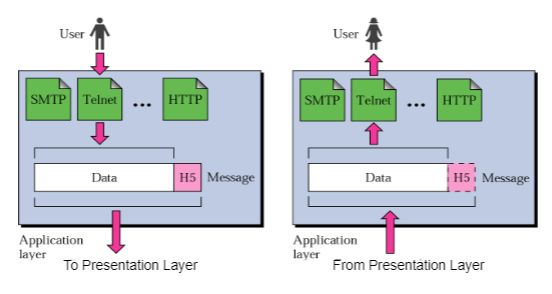 User
SMTP
Telnet
...
HTTP
Data
H5
Message
Application
layer
To Presentation Layer
User
SMTP
Telnet
...
HTTP
Data
H5
Message
Application
layer
From Presentation Layer